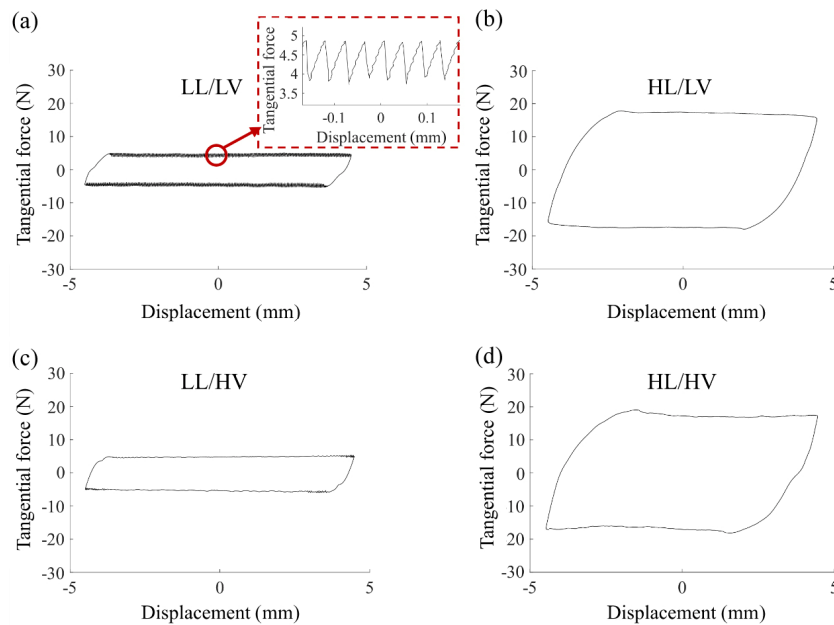 (a)
LL/LV
Tangential force (N)
30
20
10
0
-10
-20
-30
-5
0
5
Displacement (mm)
Tangential force
5
4.5
4
3.5
-0.1
0
0.1
Displacement (mm)
(b)
HL/LV
Tangential force (N)
30
20
10
0
-10
-20
-30
-5
0
5
Displacement (mm)
(c)
LL/HV
Tangential force (N)
30
20
10
0
-10
-20
-30
-5
0
5
Displacement (mm)
(d)
HL/HV
Tangential force (N)
30
20
10
0
-10
-20
-30
-5
0
5
Displacement (mm)